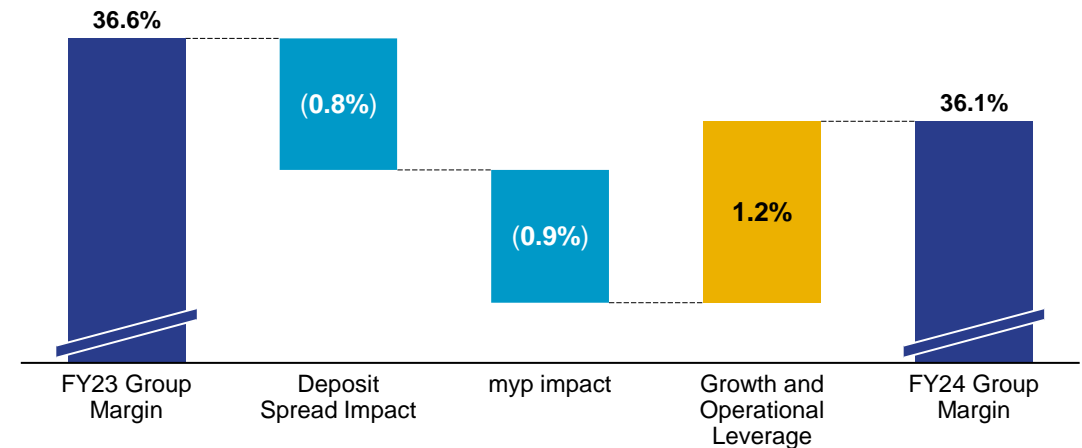 36.6%
(0.8%)
(0.9%)
1.2%
36.1%
FY23 Group
Margin
Deposit
Spread Impact
myp impact
Growth and
Operational
Leverage
FY24 Group
Margin